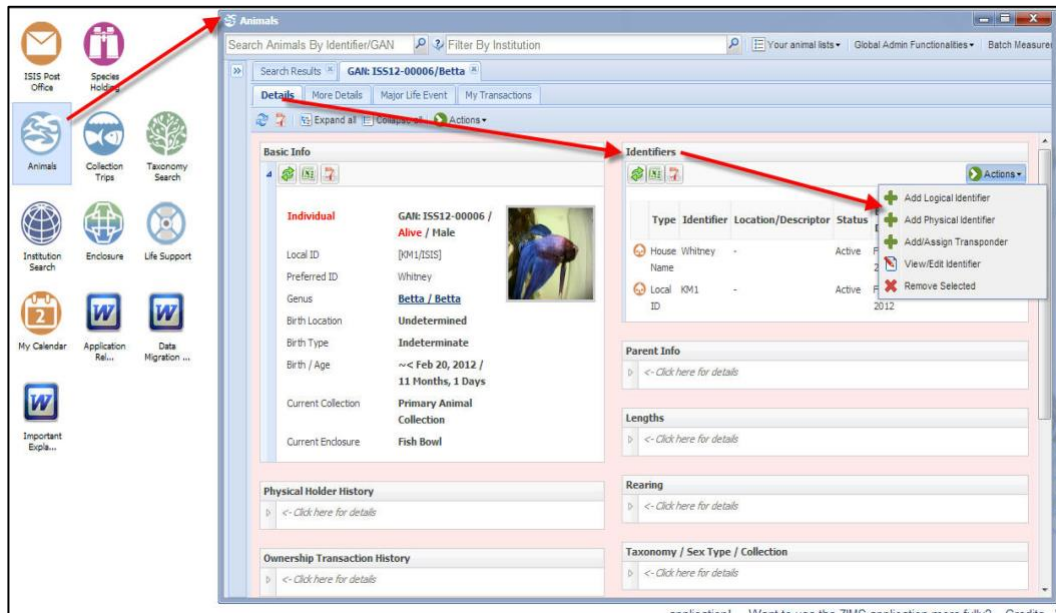 Animals
Search Animals By Identifier/GAN
Filter By Institution
Your animal lists
Global Admin Functionalities
Batch Measure
Search Results
GAN: ISS12-00006/Betta
Details
More Details
Major Life Event
My Transactions
Expand all
Collapse all
Actions
ISIS Post
Office
Species
Holding
Animals
Collection
Trips
Taxonomy
Search
Institution
Search
Enclosure
Life Support
2
My Calendar
W
Application
Rel...
W
Data
Migration ...
W
Important
Expla...
Basic Info
Individual
GAN: ISS12-00006 /
Alive / Male
Local ID
[KM1/ISIS]
Preferred ID
Whitney
Genus
Betta / Betta
Birth Location
Undetermined
Birth Type
Indeterminate
Birth / Age
~< Feb 20, 2012 /
11 Months, 1 Days
Current Collection
Primary Animal
Collection
Current Enclosure
Fish Bowl
Physical Holder History
<- Click here for details
Ownership Transaction History
<- Click here for details
Identifiers
Actions
Add Logical Identifier
Add Physical Identifier
Add/Assign Transponder
View/Edit Identifier
Remove Selected
Type Identifier Location/Descriptor Status
House Whitney - Active
Name
Local KM1 - Active
ID 2012
Parent Info
<- Click here for details
Lengths
<- Click here for details
Rearing
<- Click here for details
Taxonomy / Sex Type / Collection
<- Click here for details